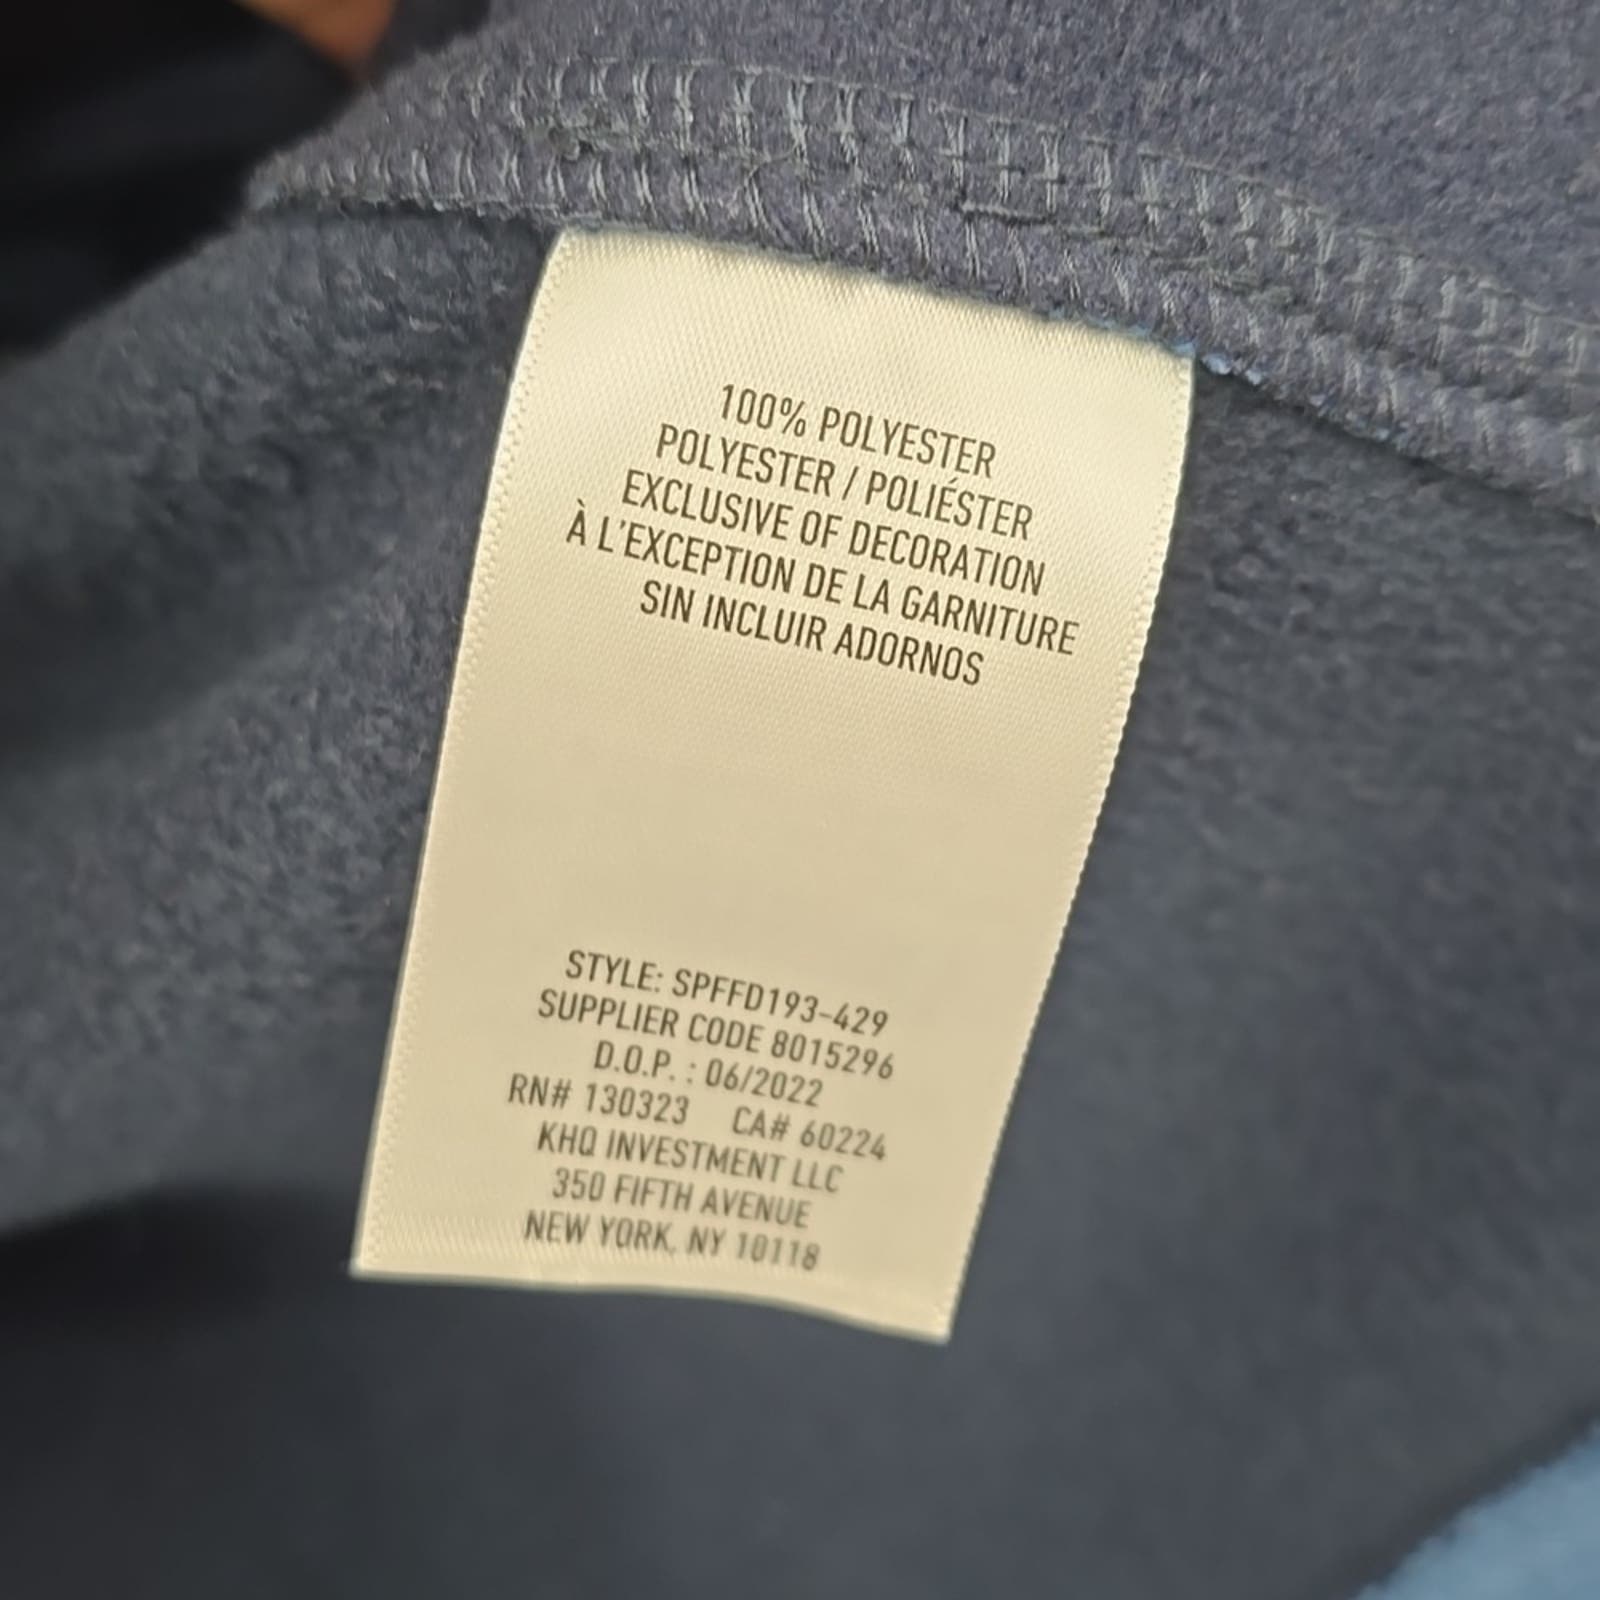 100% POLYESTER
POLYESTER / POLIÉSTER
EXCLUSIVE OF DECORATION
À L'EXCEPTION DE LA GARNITURE
SIN INCLUIR ADORNOS
STYLE: SPFFD193-429
SUPPLIER CODE 8015296
D.O.P. : 06/2022
RN# 130323 CA# 60224
KHQ INVESTMENT LLC
350 FIFTH AVENUE
NEW YORK, NY 10118